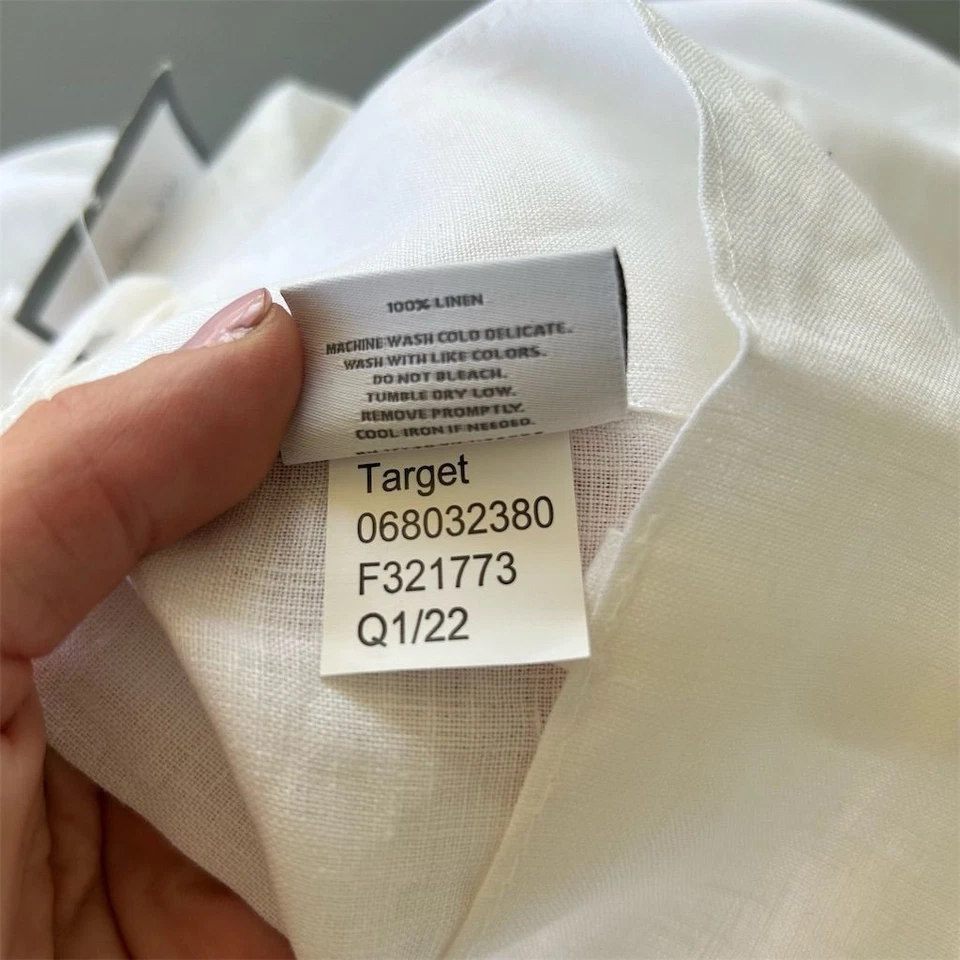 100% LINEN
MACHINE WASH COLD DELICATE.
WASH WITH LIKE COLORS.
DO NOT BLEACH.
TUMBLE DRY LOW.
REMOVE PROMPTLY.
COOL IRON IF NEEDED.
Target
068032380
F321773
Q1/22